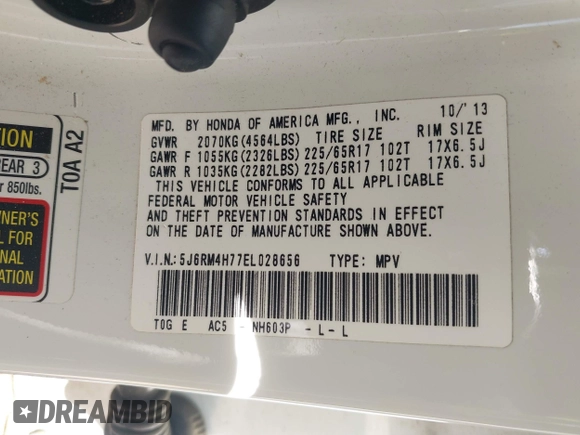 MFD. BY HONDA OF AMERICA MFG., INC. 10/'13
GVWR 2070KG(4564LBS) TIRE SIZE RIM SIZE
GAWR F 1055KG(2326LBS) 225/65R17 102T 17X6.5J
GAWR R 1035KG(2282LBS) 225/65R17 102T 17X6.5J
THIS VEHICLE CONFORMS TO ALL APPLICABLE
FEDERAL MOTOR VEHICLE SAFETY
AND THEFT PREVENTION STANDARDS IN EFFECT
ON THE DATE OF MANUFACTURE SHOWN ABOVE.
V.I.N:5J6RM4H77EL028656 TYPE: MPV
T0G E AC5 - NH603P - L- L
TION
REAR 3
r 850lbs.
WNER'S
L FOR
NAL
ATION
T0A A2
DREAMBID